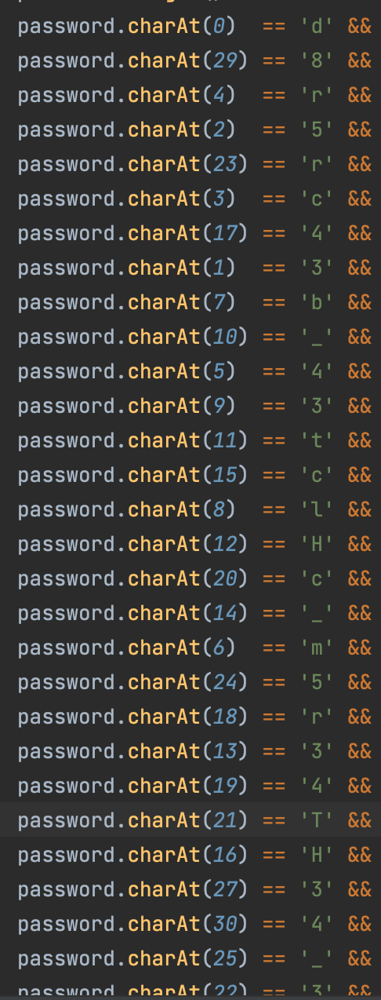 password.charAt(0)  == 'd' &&
password.charAt(29) == '8' &&
password.charAt(4)  == 'r' &&
password.charAt(2)  == '5' &&
password.charAt(23) == 'r' &&
password.charAt(3)  == 'c' &&
password.charAt(17) == '4' &&
password.charAt(1)  == '3' &&
password.charAt(7)  == 'b' &&
password.charAt(10) == '_' &&
password.charAt(5)  == '4' &&
password.charAt(9)  == '3' &&
password.charAt(11) == 't' &&
password.charAt(15) == 'c' &&
password.charAt(8)  == 'l' &&
password.charAt(12) == 'H' &&
password.charAt(20) == 'c' &&
password.charAt(14) == '_' &&
password.charAt(6)  == 'm' &&
password.charAt(24) == '5' &&
password.charAt(18) == 'r' &&
password.charAt(13) == '3' &&
password.charAt(19) == '4' &&
password.charAt(21) == 'T' &&
password.charAt(16) == 'H' &&
password.charAt(27) == '3' &&
password.charAt(30) == '4' &&
password.charAt(25) == '_' &&
password.charAt(22) == '3' &&